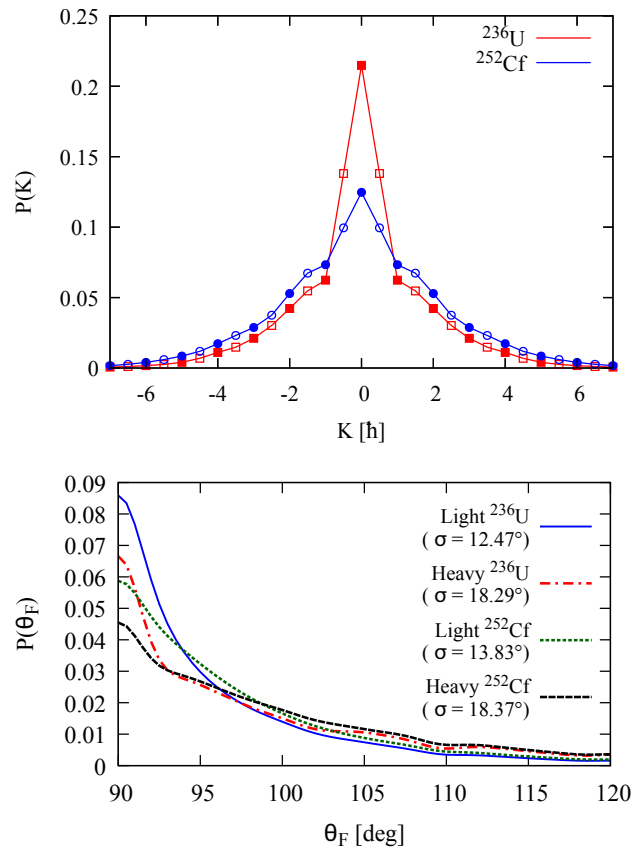 0.25
0.2
0.15
0.1
0.05
0
P(K)
²³⁶U
²⁵²Cf
-6 -4 -2 0 2 4 6
K [ħ]
0.09
0.08
0.07
0.06
0.05
0.04
0.03
0.02
0.01
0
P(θ_F)
Light ²³⁶U
( σ = 12.47°)
Heavy ²³⁶U
( σ = 18.29°)
Light ²⁵²Cf
( σ = 13.83°)
Heavy ²⁵²Cf
( σ = 18.37°)
90 95 100 105 110 115 120
θ_F [deg]